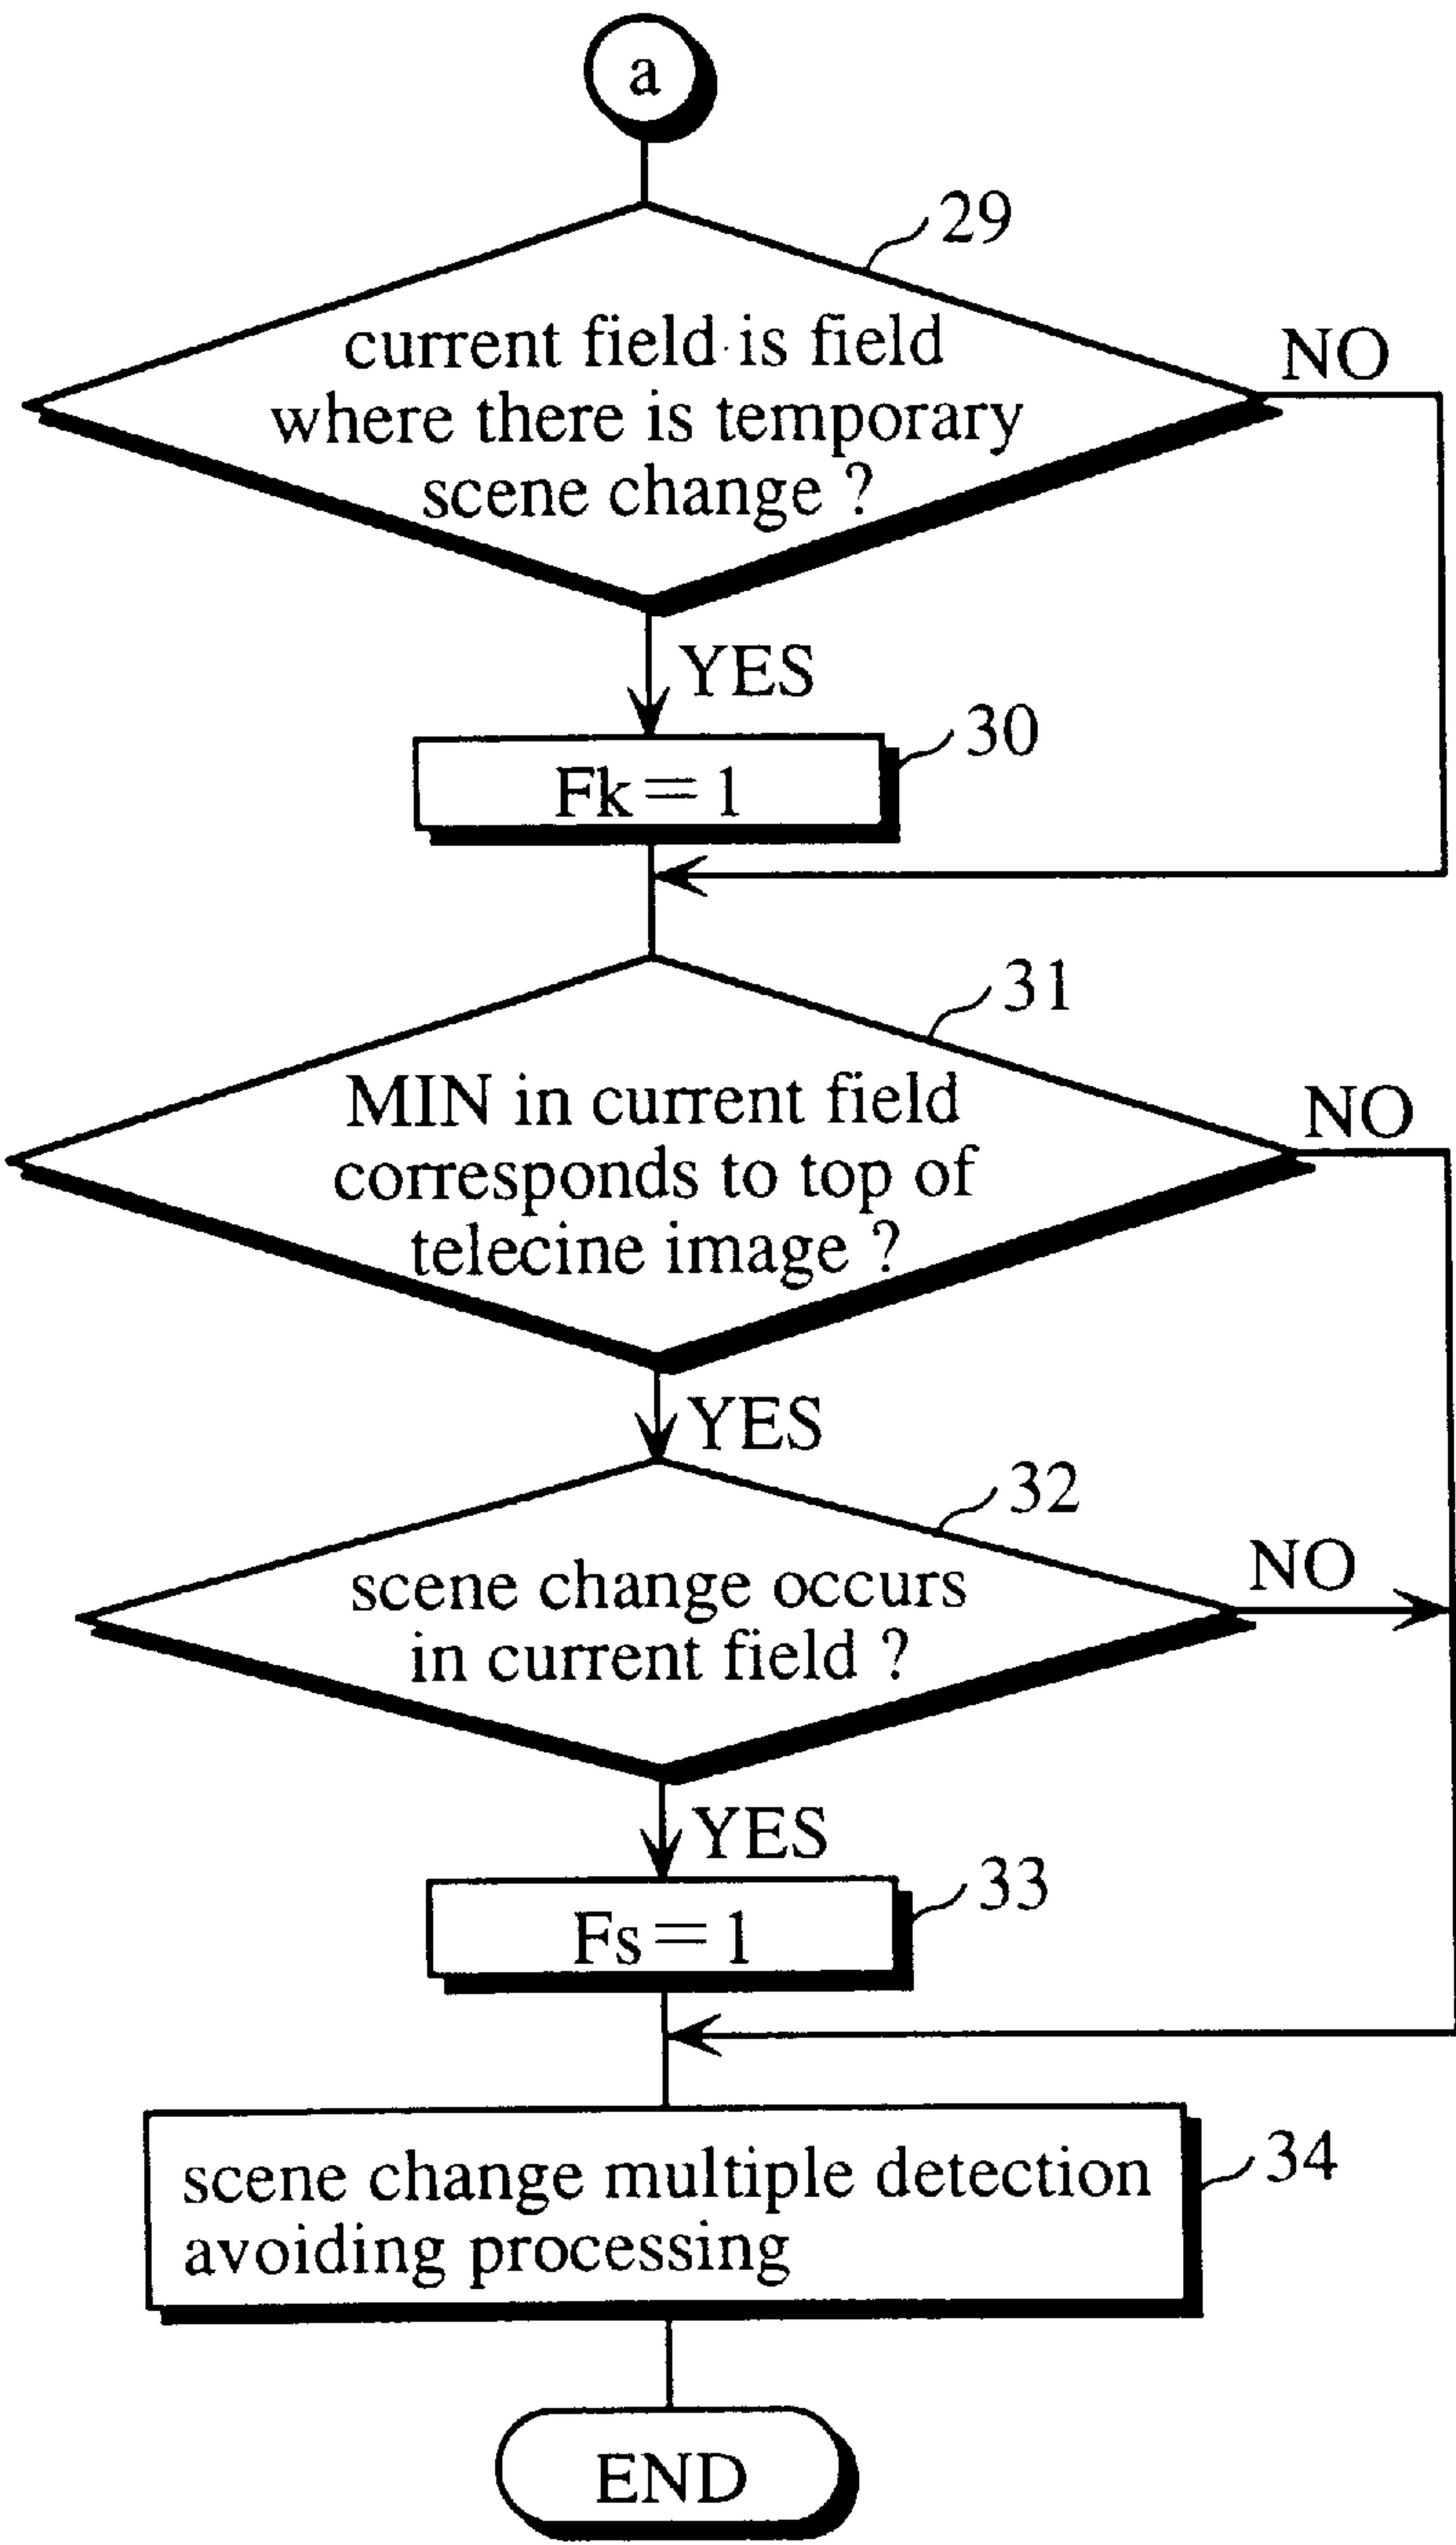 a
29
current field is field
where there is temporary
scene change ?
NO
YES
30
Fk=1
31
MIN in current field
corresponds to top of
telecine image ?
NO
YES
32
scene change occurs
in current field ?
NO
YES
33
Fs=1
34
scene change multiple detection
avoiding processing
END